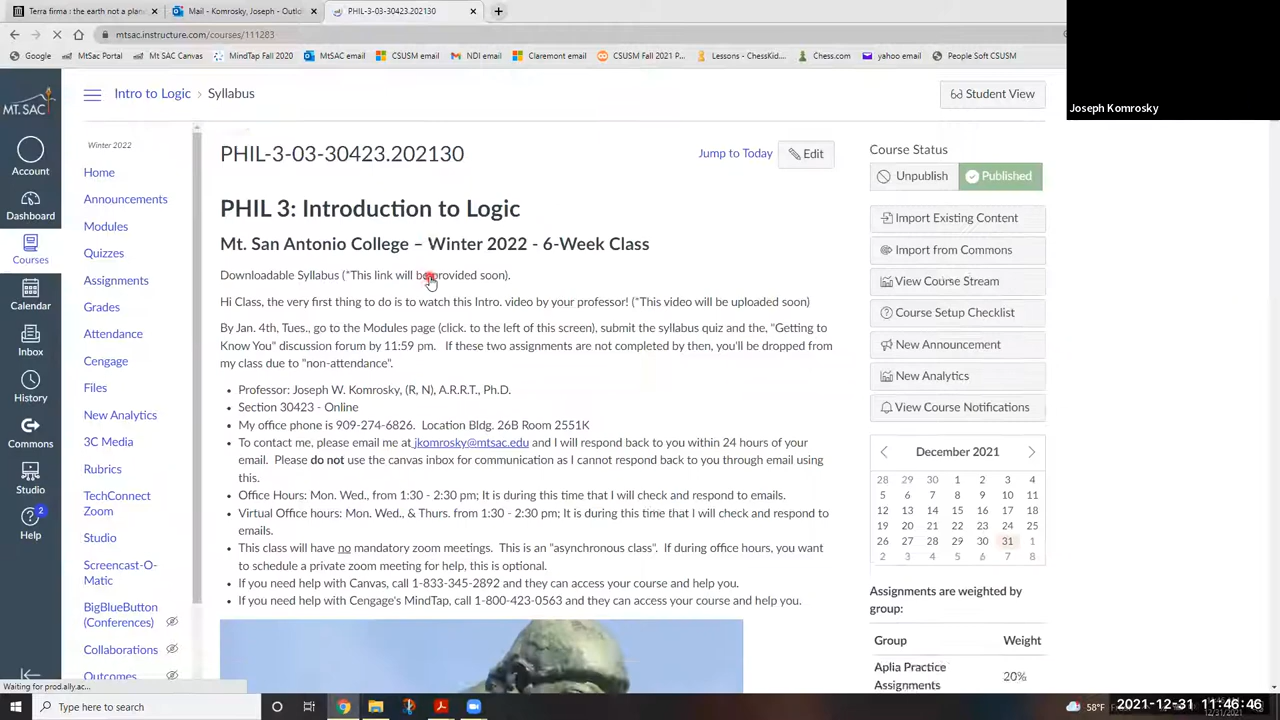 Terra firma : the earth not a plane
Mail - Komrosky, Joseph - Outlo
PHIL-3-03-30423.202130
mtsac.instructure.com/courses/111283
Google
MtSac Portal
MtSAC Canvas
MindTap Fall 2020
MtSAC email
CSUSM email
NDI email
Claremont email
CSUSM Fall 2021 P...
Lessons - ChessKid....
Chess.com
yahoo email
People Soft CSUSM
Joseph Komrosky
MT. SAC
Account
Dashboard
Courses
Calendar
Inbox
History
Commons
Studio
2
Help
Intro to Logic › Syllabus
Student View
Winter 2022
Home
Announcements
Modules
Quizzes
Assignments
Grades
Attendance
Cengage
Files
New Analytics
3C Media
Rubrics
TechConnect
Zoom
Studio
Screencast-O-
Matic
BigBlueButton
(Conferences)
Collaborations
Outcomes
PHIL-3-03-30423.202130
Jump to Today
Edit
PHIL 3: Introduction to Logic
Mt. San Antonio College – Winter 2022 - 6-Week Class
Downloadable Syllabus (*This link will be provided soon).
Hi Class, the very first thing to do is to watch this Intro. video by your professor! (*This video will be uploaded soon)
By Jan. 4th, Tues., go to the Modules page (click. to the left of this screen), submit the syllabus quiz and the, "Getting to
Know You" discussion forum by 11:59 pm. If these two assignments are not completed by then, you'll be dropped from
my class due to "non-attendance".
• Professor: Joseph W. Komrosky, (R, N), A.R.R.T., Ph.D.
• Section 30423 - Online
• My office phone is 909-274-6826. Location Bldg. 26B Room 2551K
• To contact me, please email me at jkomrosky@mtsac.edu and I will respond back to you within 24 hours of your
email. Please do not use the canvas inbox for communication as I cannot respond back to you through email using
this.
• Office Hours: Mon. Wed., from 1:30 - 2:30 pm; It is during this time that I will check and respond to emails.
• Virtual Office hours: Mon. Wed., & Thurs. from 1:30 - 2:30 pm; It is during this time that I will check and respond to
emails.
• This class will have no mandatory zoom meetings. This is an "asynchronous class". If during office hours, you want
to schedule a private zoom meeting for help, this is optional.
• If you need help with Canvas, call 1-833-345-2892 and they can access your course and help you.
• If you need help with Cengage's MindTap, call 1-800-423-0563 and they can access your course and help you.
Course Status
Unpublish
Published
Import Existing Content
Import from Commons
View Course Stream
Course Setup Checklist
New Announcement
New Analytics
View Course Notifications
December 2021
28 29 30 1 2 3 4
5 6 7 8 9 10 11
12 13 14 15 16 17 18
19 20 21 22 23 24 25
26 27 28 29 30 31 1
2 3 4 5 6 7 8
Assignments are weighted by
group:
Group Weight
Aplia Practice
Assignments
20%
Waiting for prod.ally.ac...
Type here to search
58°F
2021-12-31 11:46:46